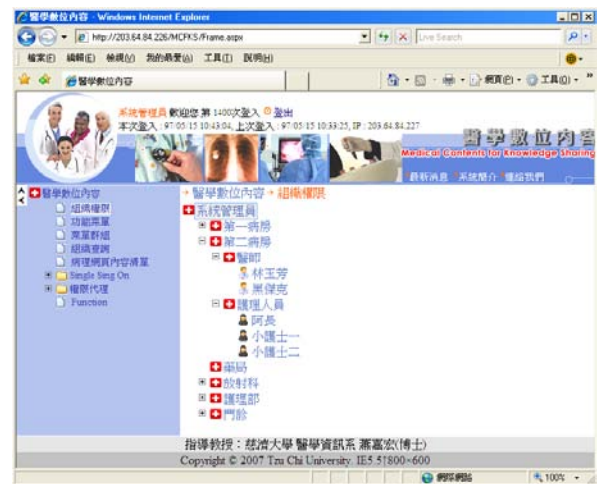 醫學數位內容 - Windows Internet Explorer
http://203.64.84.226/MCFKS/Frame.aspx
Live Search
檔案(F) 編輯(E) 檢視(V) 我的最愛(A) 工具(T) 說明(H)
醫學數位內容
網頁(P) 工具(O)
系統管理員 歡迎您 第 1400次登入 登出
本次登入 : 97/05/15 10:43:04, 上次登入 : 97/05/15 10:33:25, IP : 203.64.84.227
醫學數位內容
Medical Contents for Knowledge Sharing
最新消息 系統簡介 連絡我們
醫學數位內容
組織權限
功能菜單
菜單群組
組織查詢
病理網頁內容清單
Single Sing On
權限代理
Function
醫學數位內容 組織權限
系統管理員
第一病房
第二病房
醫師
林玉芳
黑傑克
護理人員
阿長
小護士一
小護士二
藥局
放射科
護理部
門診
指導教授：慈濟大學 醫學資訊系 蕭嘉宏(博士)
Copyright © 2007 Tzu Chi University. IE5.5↑800×600
網際網路
100%